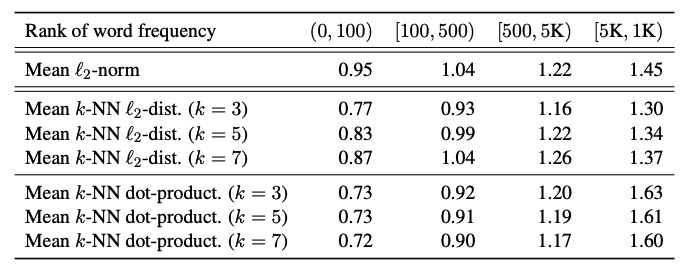 Rank of word frequency (0, 100) [100, 500) [500, 5K) [5K, 1K)
Mean ℓ₂-norm 0.95 1.04 1.22 1.45
Mean k-NN ℓ₂-dist. (k = 3) 0.77 0.93 1.16 1.30
Mean k-NN ℓ₂-dist. (k = 5) 0.83 0.99 1.22 1.34
Mean k-NN ℓ₂-dist. (k = 7) 0.87 1.04 1.26 1.37
Mean k-NN dot-product. (k = 3) 0.73 0.92 1.20 1.63
Mean k-NN dot-product. (k = 5) 0.73 0.91 1.19 1.61
Mean k-NN dot-product. (k = 7) 0.72 0.90 1.17 1.60